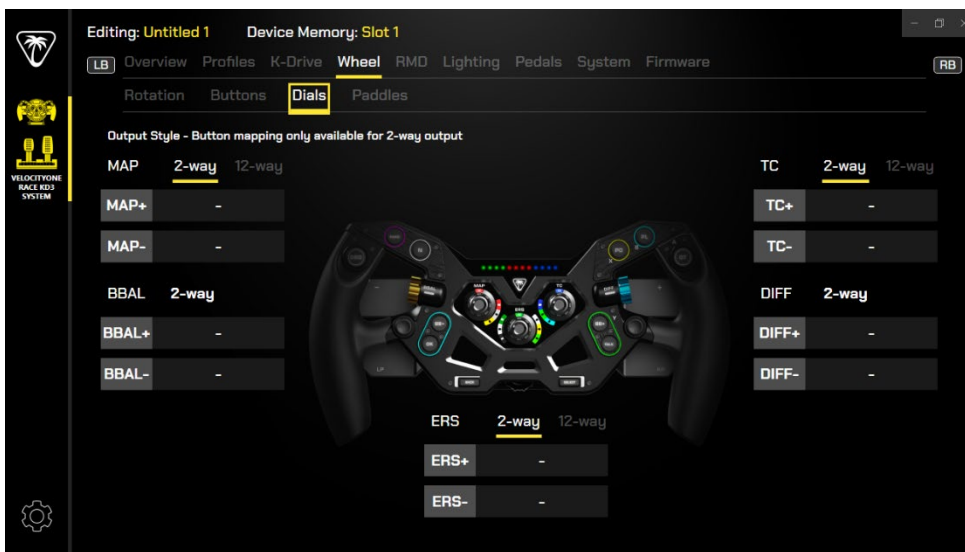 Editing: Untitled 1 Device Memory: Slot 1
LB Overview Profiles K-Drive Wheel RMD Lighting Pedals System Firmware RB
Rotation Buttons Dials Paddles
VELOCITYONE
RACE KD3
SYSTEM
Output Style - Button mapping only available for 2-way output
MAP 2-way 12-way
MAP+ -
MAP- -
BBAL 2-way
BBAL+ -
BBAL- -
TC 2-way 12-way
TC+ -
TC- -
DIFF 2-way
DIFF+ -
DIFF- -
MAP
TC
ERS
N
ERS 2-way 12-way
ERS+ -
ERS- -